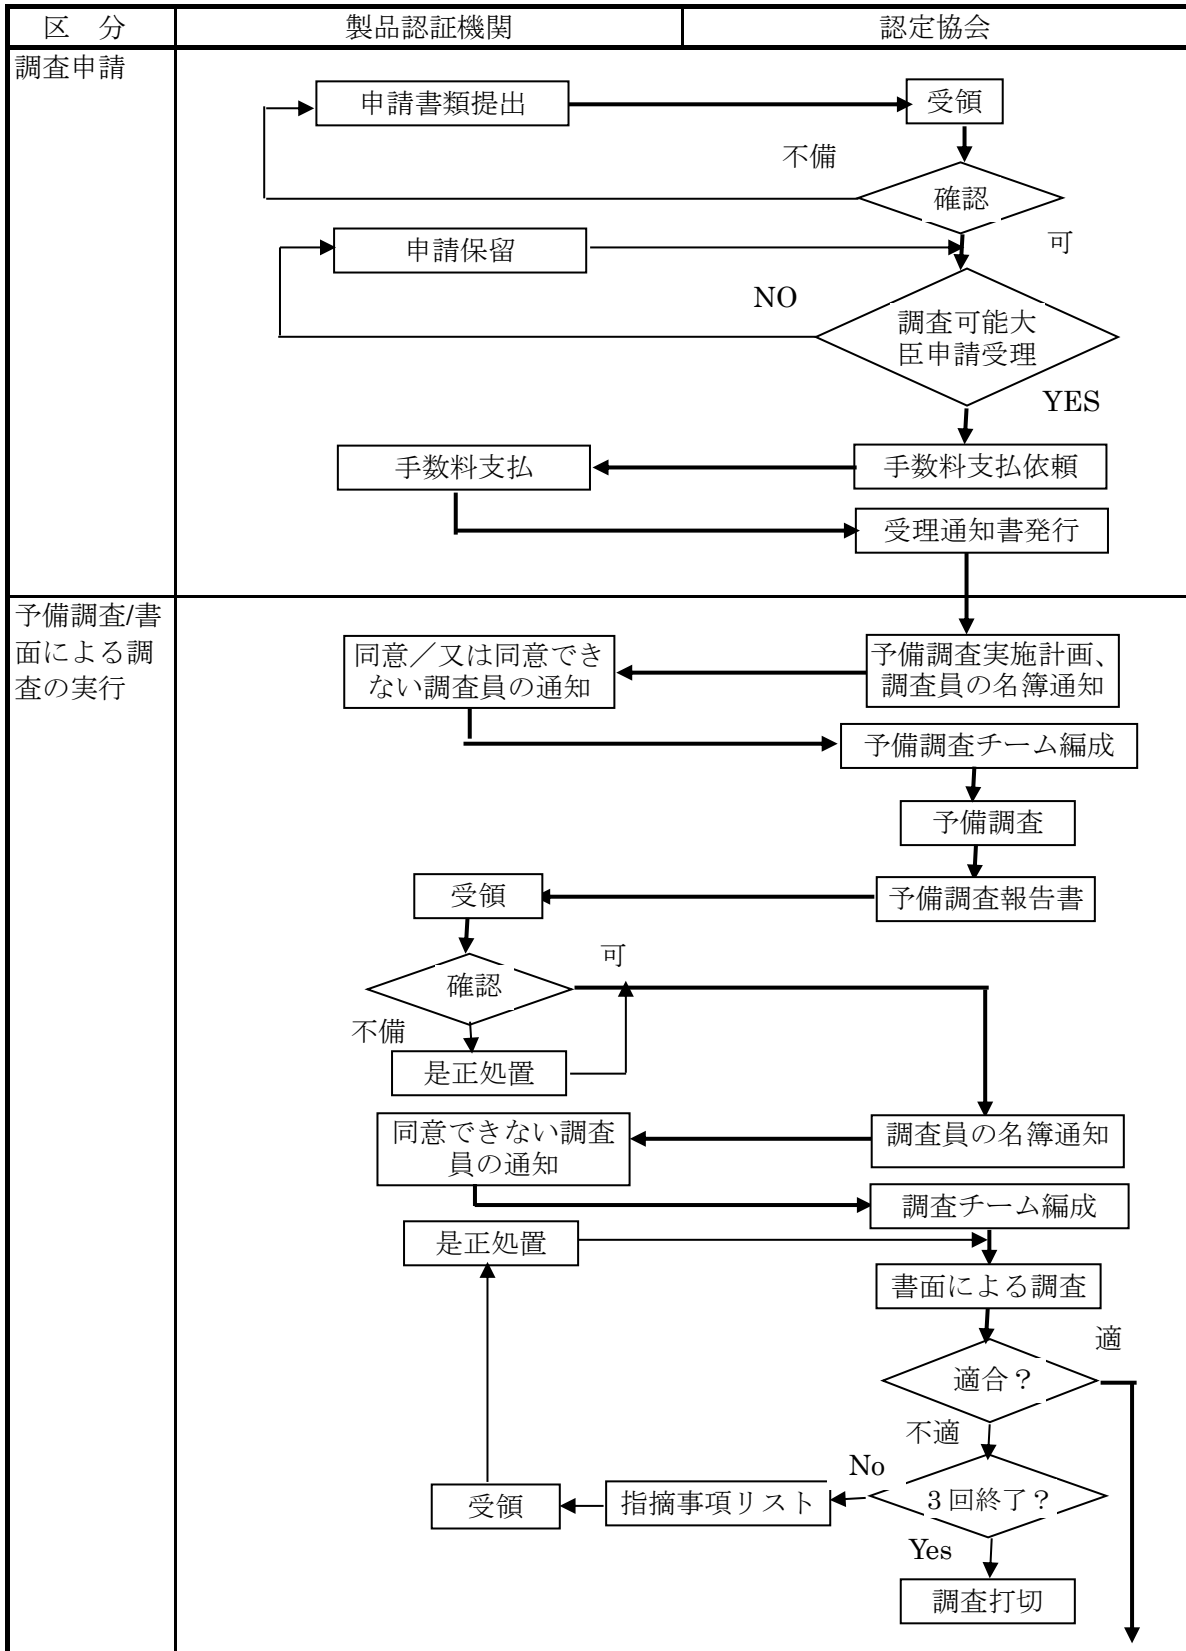 区　分
製品認証機関
認定協会
調査申請
申請書類提出
受領
不備
確認
可
申請保留
NO
調査可能大
臣申請受理
YES
手数料支払
手数料支払依頼
受理通知書発行
予備調査/書
面による調
査の実行
同意／又は同意でき
ない調査員の通知
予備調査実施計画、
調査員の名簿通知
予備調査チーム編成
予備調査
受領
予備調査報告書
可
確認
不備
是正処置
同意できない調査
員の通知
調査員の名簿通知
調査チーム編成
是正処置
書面による調査
適
適合？
不適
No
受領
指摘事項リスト
３回終了？
Yes
調査打切